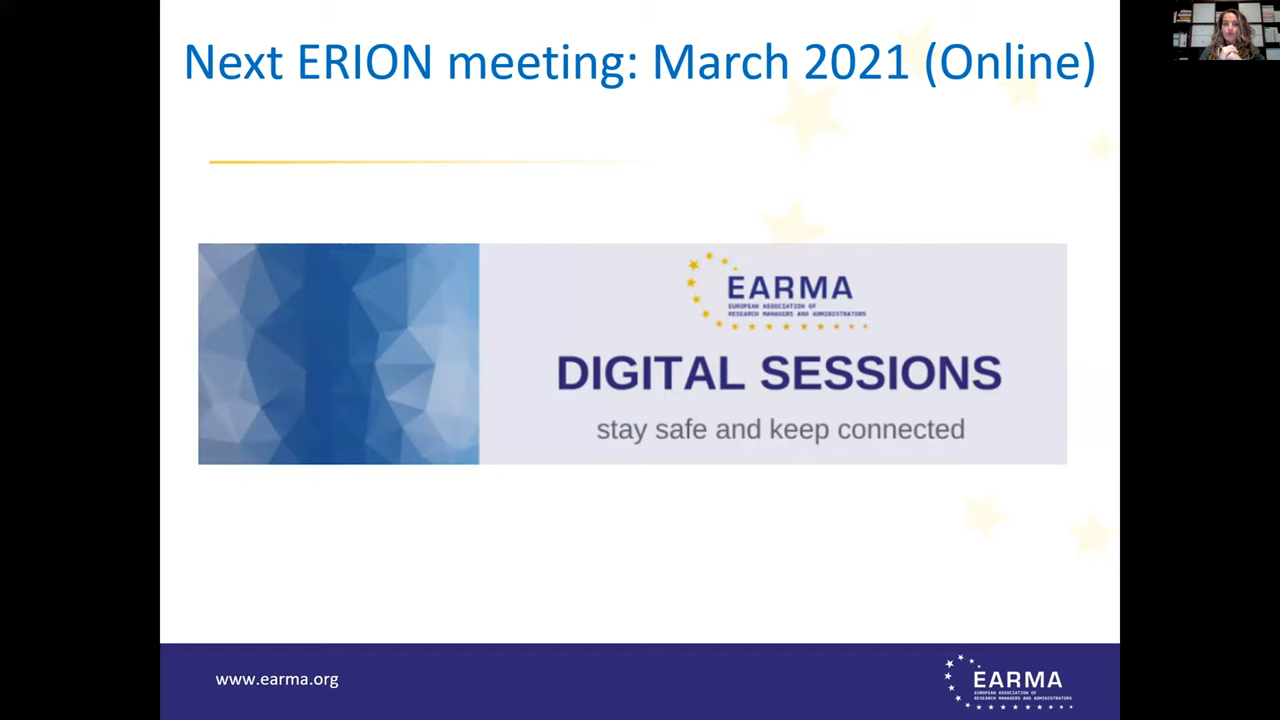 Next ERION meeting: March 2021 (Online)
EARMA
EUROPEAN ASSOCIATION OF
RESEARCH MANAGERS AND ADMINISTRATORS
DIGITAL SESSIONS
stay safe and keep connected
www.earma.org
EARMA
EUROPEAN ASSOCIATION OF
RESEARCH MANAGERS AND ADMINISTRATORS